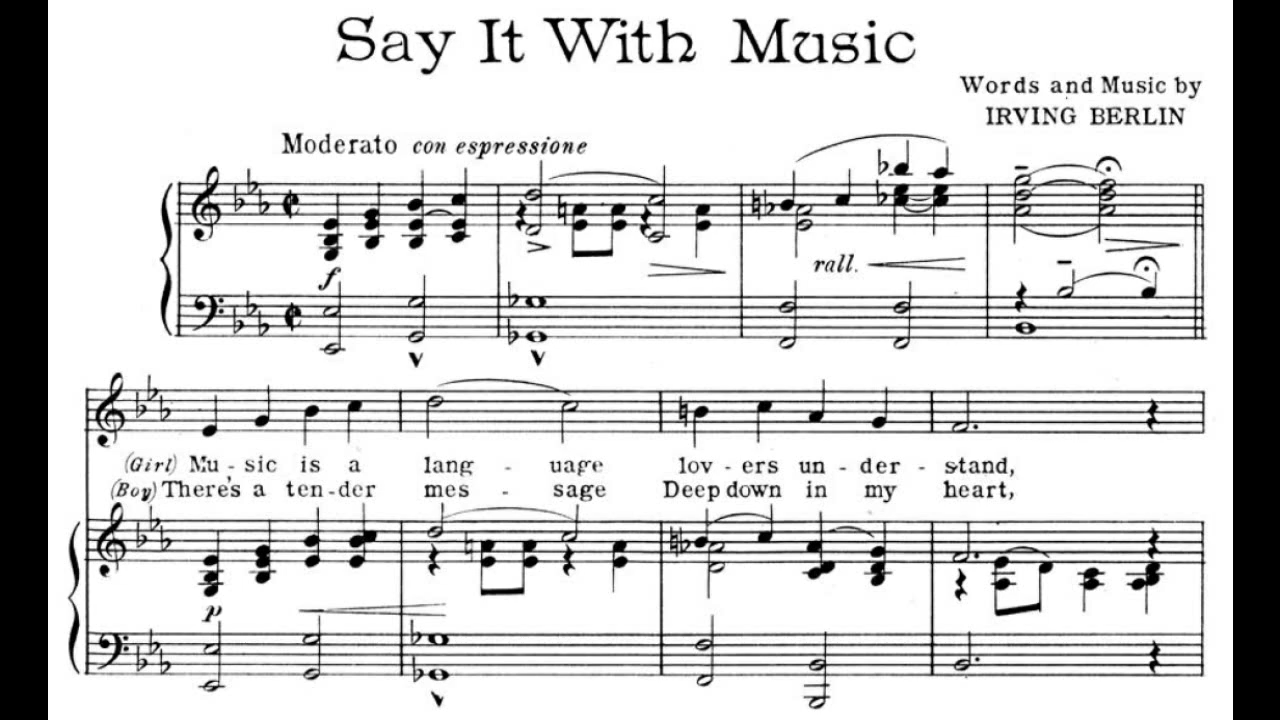 Say It With Music
Words and Music by
IRVING BERLIN
Moderato con espressione
f
rall.
(Girl) Mu - sic is a lang - uage lov - ers un - der - stand,
(Boy) There's a ten - der mes - sage Deep down in my heart,
p